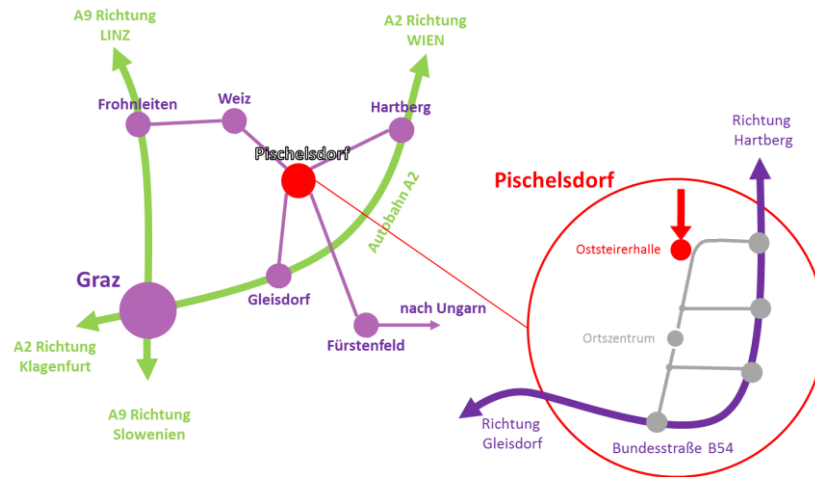 A9 Richtung
LINZ
A2 Richtung
WIEN
Frohnleiten
Weiz
Hartberg
Pischelsdorf
Autobahn A2
Graz
Gleisdorf
nach Ungarn
Fürstenfeld
A2 Richtung
Klagenfurt
A9 Richtung
Slowenien
Richtung
Hartberg
Pischelsdorf
Oststeirerhalle
Ortszentrum
Richtung
Gleisdorf
Bundesstraße B54